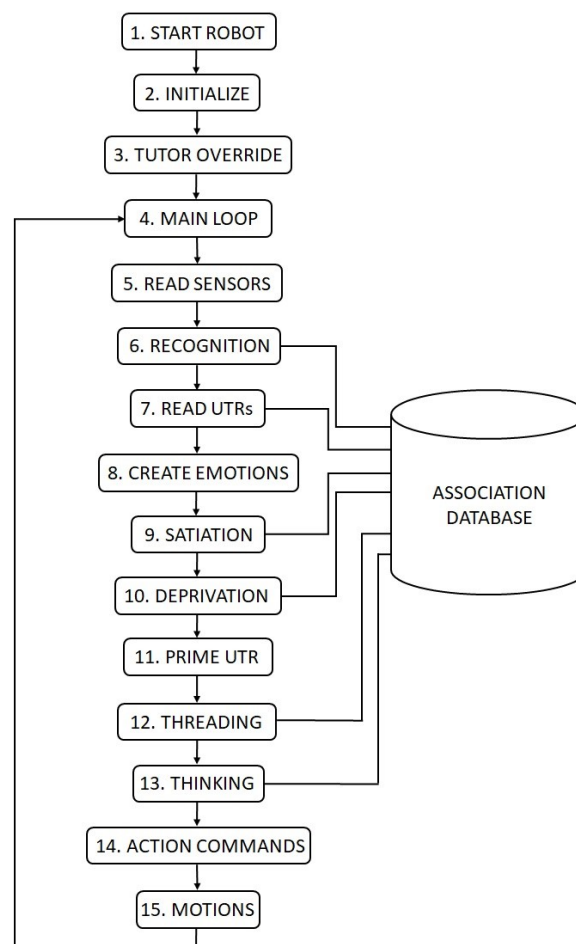 1. START ROBOT
2. INITIALIZE
3. TUTOR OVERRIDE
4. MAIN LOOP
5. READ SENSORS
6. RECOGNITION
7. READ UTRs
8. CREATE EMOTIONS
9. SATIATION
10. DEPRIVATION
11. PRIME UTR
12. THREADING
13. THINKING
14. ACTION COMMANDS
15. MOTIONS
ASSOCIATION
DATABASE